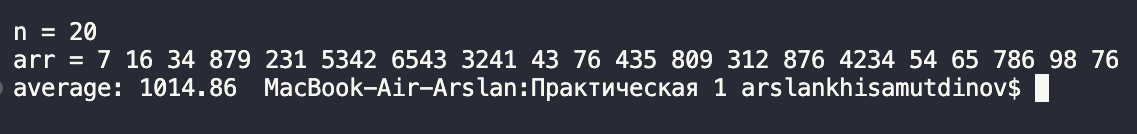 n = 20
arr = 7 16 34 879 231 5342 6543 3241 43 76 435 809 312 876 4234 54 65 786 98 76
average: 1014.86  MacBook-Air-Arslan:Практическая 1 arslankhisamutdinov$